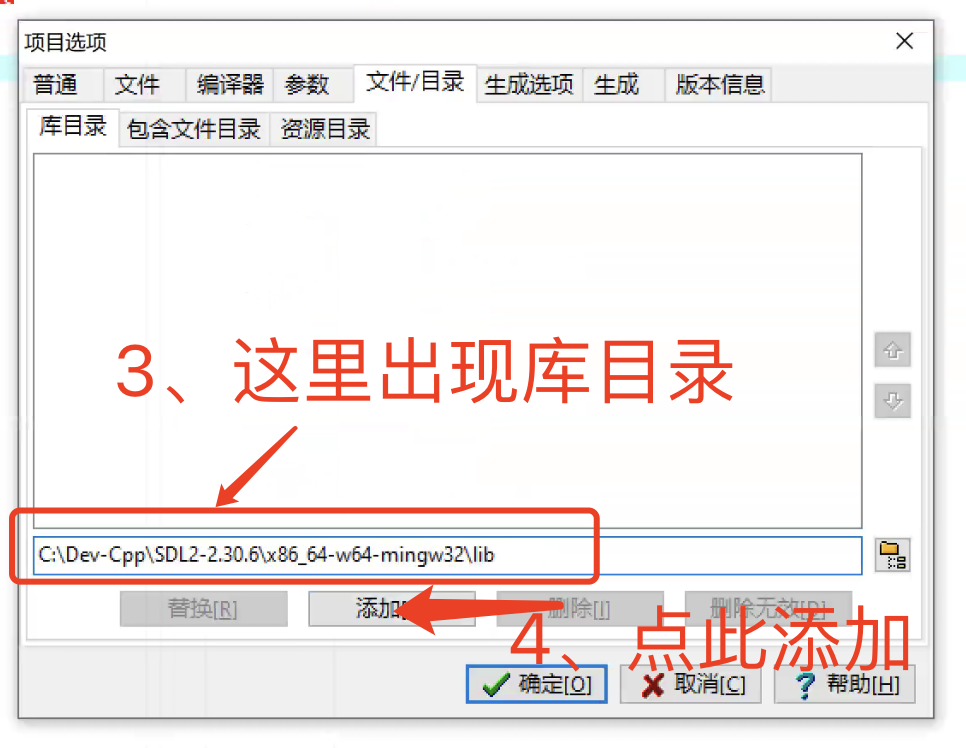 项目选项
普通 文件 编译器 参数 文件/目录 生成选项 生成 版本信息
库目录 包含文件目录 资源目录
3、这里出现库目录
C:\Dev-Cpp\SDL2-2.30.6\x86_64-w64-mingw32\lib
替换[R] 添加[ 删除[I] 删除无效[D]
4、点此添加
确定[O] 取消[C] 帮助[H]